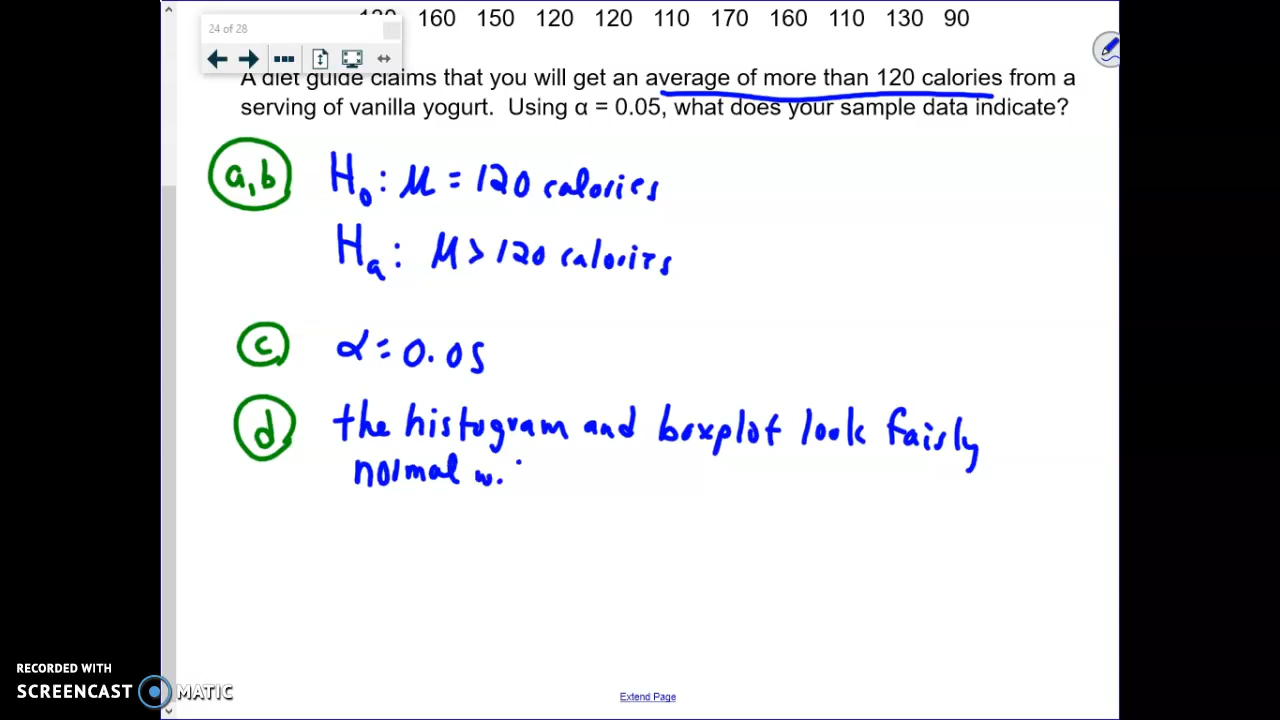 160 150 120 120 110 170 160 110 130 90
24 of 28
A diet guide claims that you will get an average of more than 120 calories from a
serving of vanilla yogurt. Using α = 0.05, what does your sample data indicate?
a,b H₀: μ = 120 calories
Hₐ: μ > 120 calories
c α = 0.05
d the histogram and boxplot look fairly
normal w.
RECORDED WITH
SCREENCAST MATIC
Extend Page